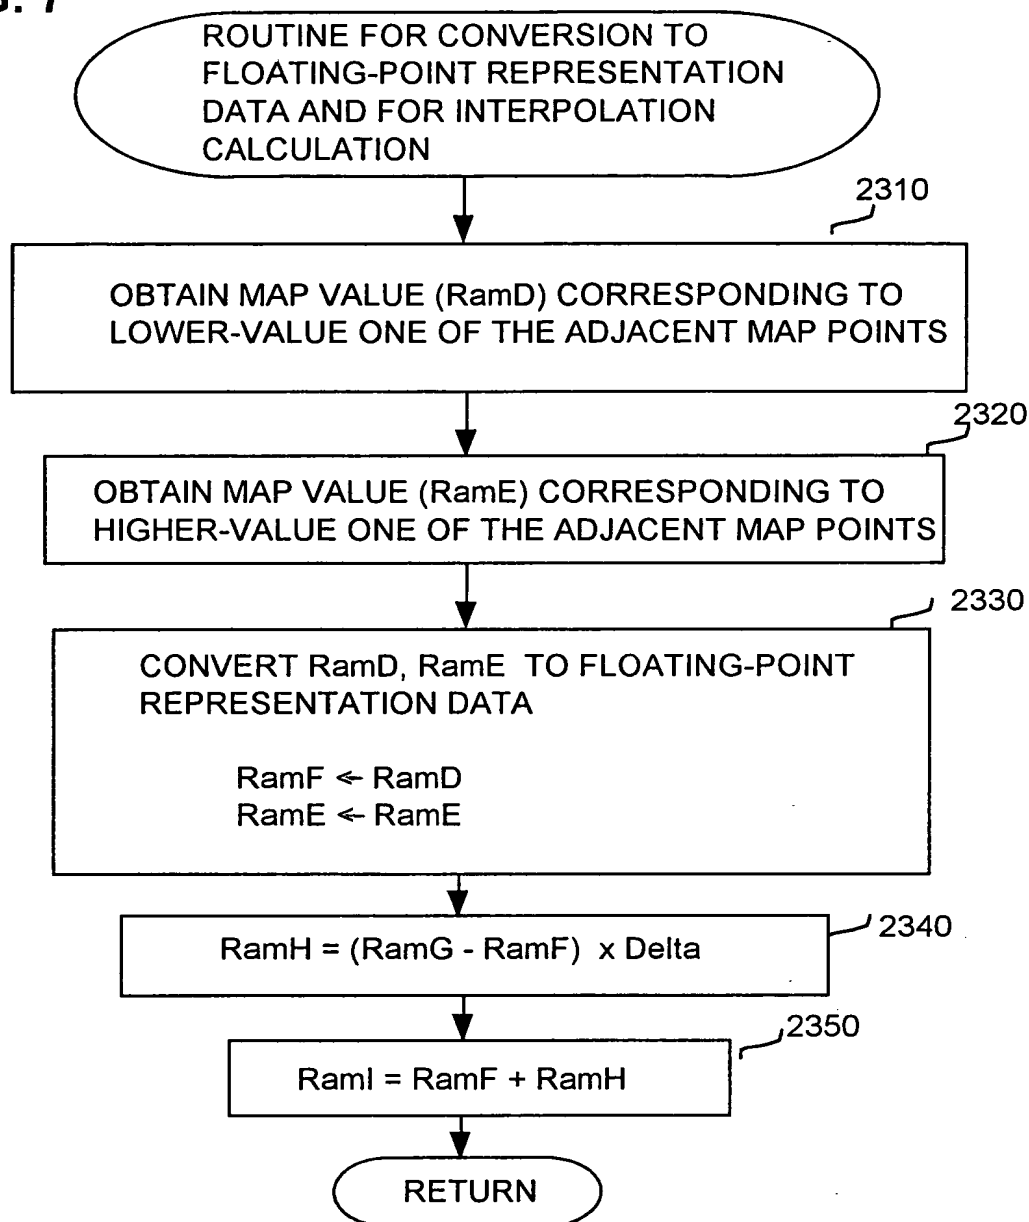 ROUTINE FOR CONVERSION TO
FLOATING-POINT REPRESENTATION
DATA AND FOR INTERPOLATION
CALCULATION
2310
OBTAIN MAP VALUE (RamD) CORRESPONDING TO
LOWER-VALUE ONE OF THE ADJACENT MAP POINTS
2320
OBTAIN MAP VALUE (RamE) CORRESPONDING TO
HIGHER-VALUE ONE OF THE ADJACENT MAP POINTS
2330
CONVERT RamD, RamE TO FLOATING-POINT
REPRESENTATION DATA
RamF ← RamD
RamE ← RamE
2340
RamH = (RamG - RamF) x Delta
2350
RamI = RamF + RamH
RETURN